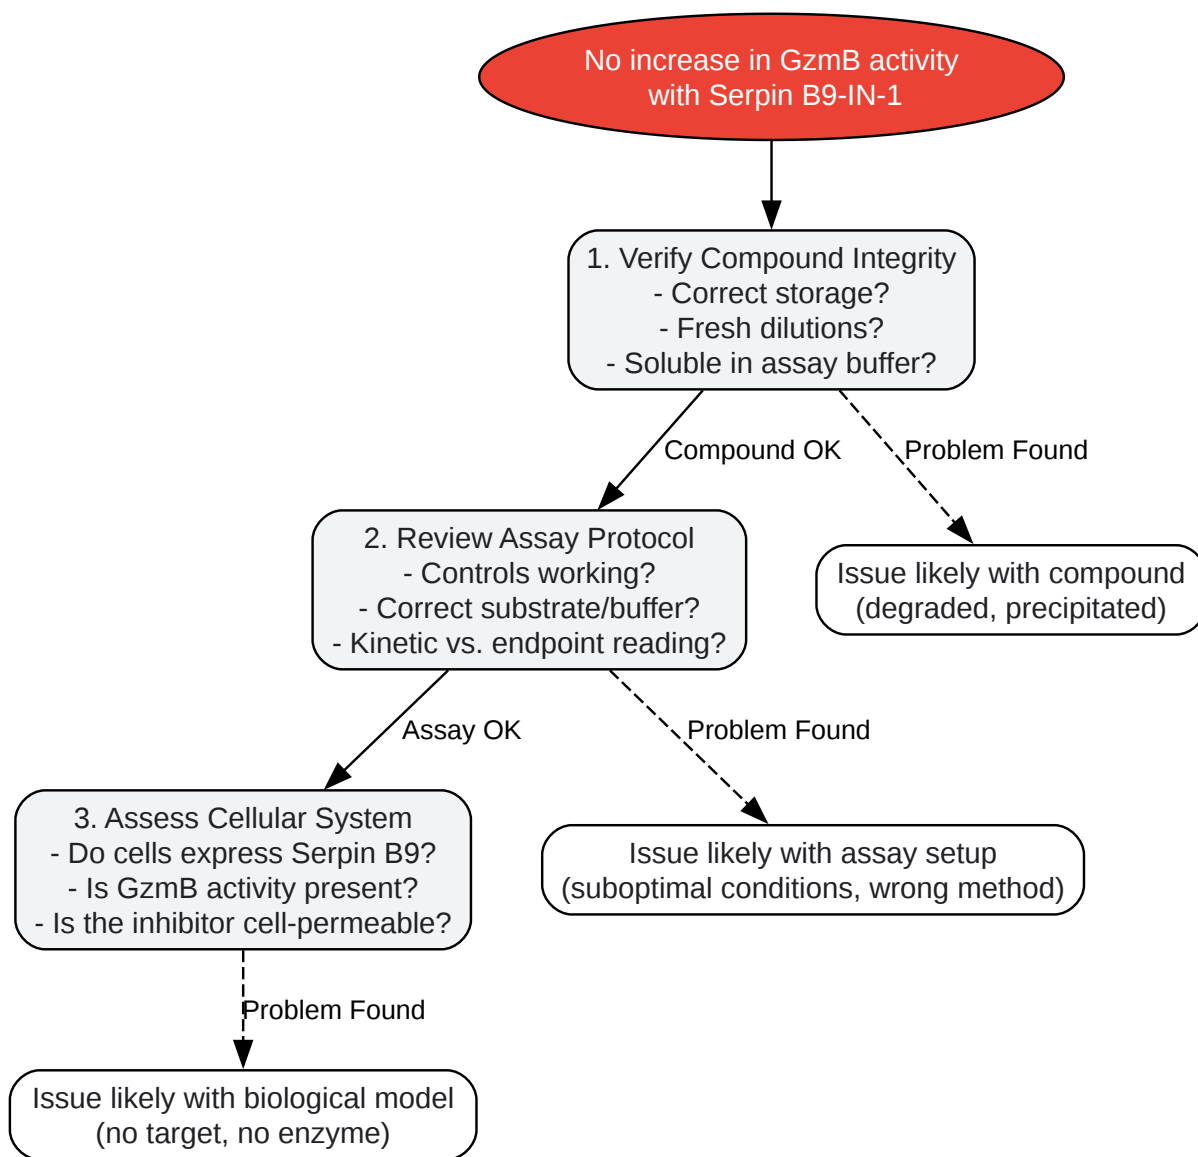 No increase in GzmB activity
with Serpin B9-IN-1
1. Verify Compound Integrity
- Correct storage?
- Fresh dilutions?
- Soluble in assay buffer?
Compound OK
Problem Found
2. Review Assay Protocol
- Controls working?
- Correct substrate/buffer?
- Kinetic vs. endpoint reading?
Issue likely with compound
(degraded, precipitated)
Assay OK
Problem Found
3. Assess Cellular System
- Do cells express Serpin B9?
- Is GzmB activity present?
- Is the inhibitor cell-permeable?
Issue likely with assay setup
(suboptimal conditions, wrong method)
Problem Found
Issue likely with biological model
(no target, no enzyme)